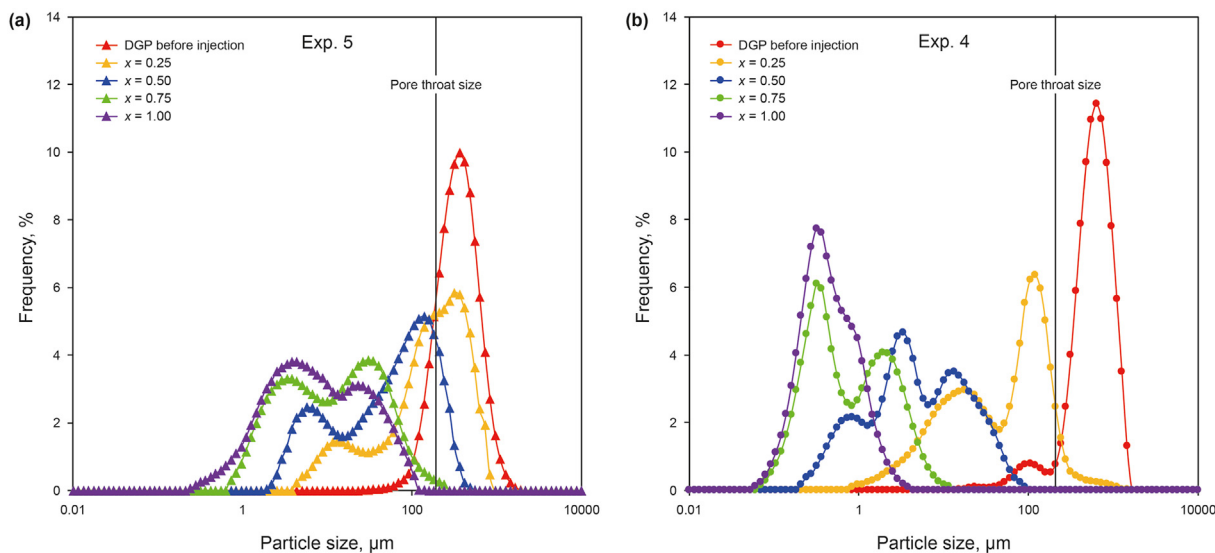 (a)
14
12
10
8
6
4
2
0
Frequency, %
DGP before injection
x = 0.25
x = 0.50
x = 0.75
x = 1.00
Exp. 5
Pore throat size
0.01
1
100
10000
Particle size, µm
(b)
14
12
10
8
6
4
2
0
Frequency, %
DGP before injection
x = 0.25
x = 0.50
x = 0.75
x = 1.00
Exp. 4
Pore throat size
0.01
1
100
10000
Particle size, µm